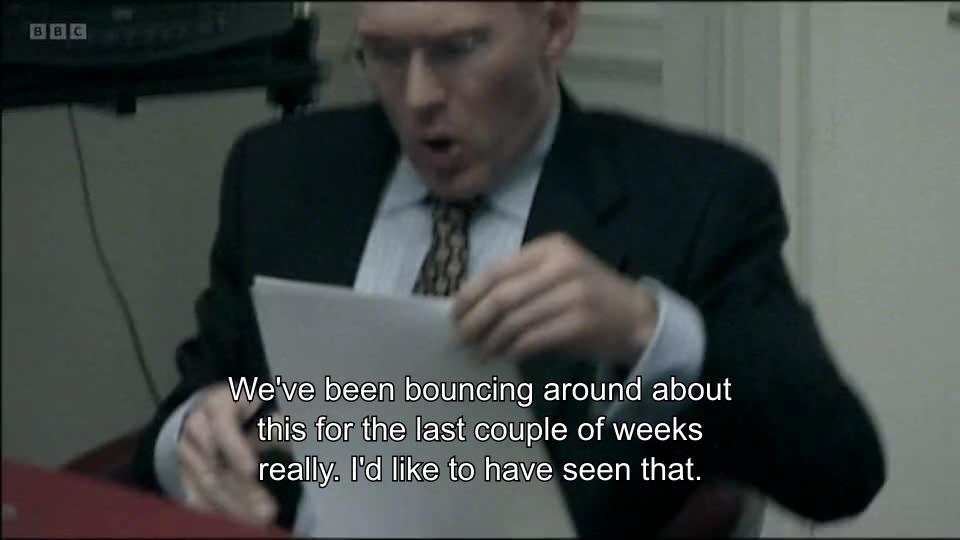 BBC
We've been bouncing around about
this for the last couple of weeks
really. I'd like to have seen that.